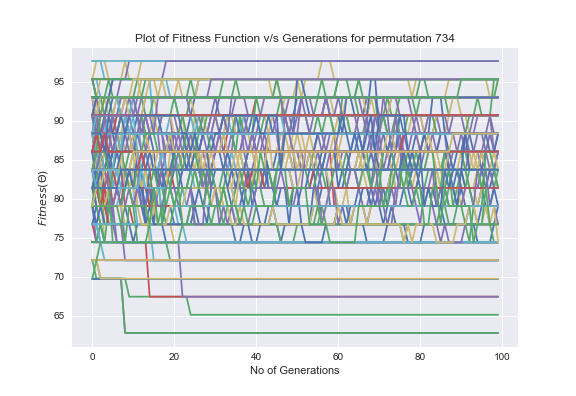 Plot of Fitness Function v/s Generations for permutation 734
95
90
85
80
75
70
65
Fitness(Θ)
0 20 40 60 80 100
No of Generations